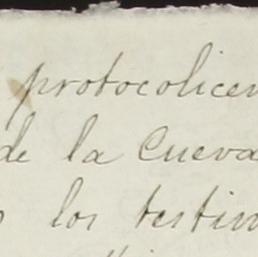 protocolicen
de la Cueva
los testim